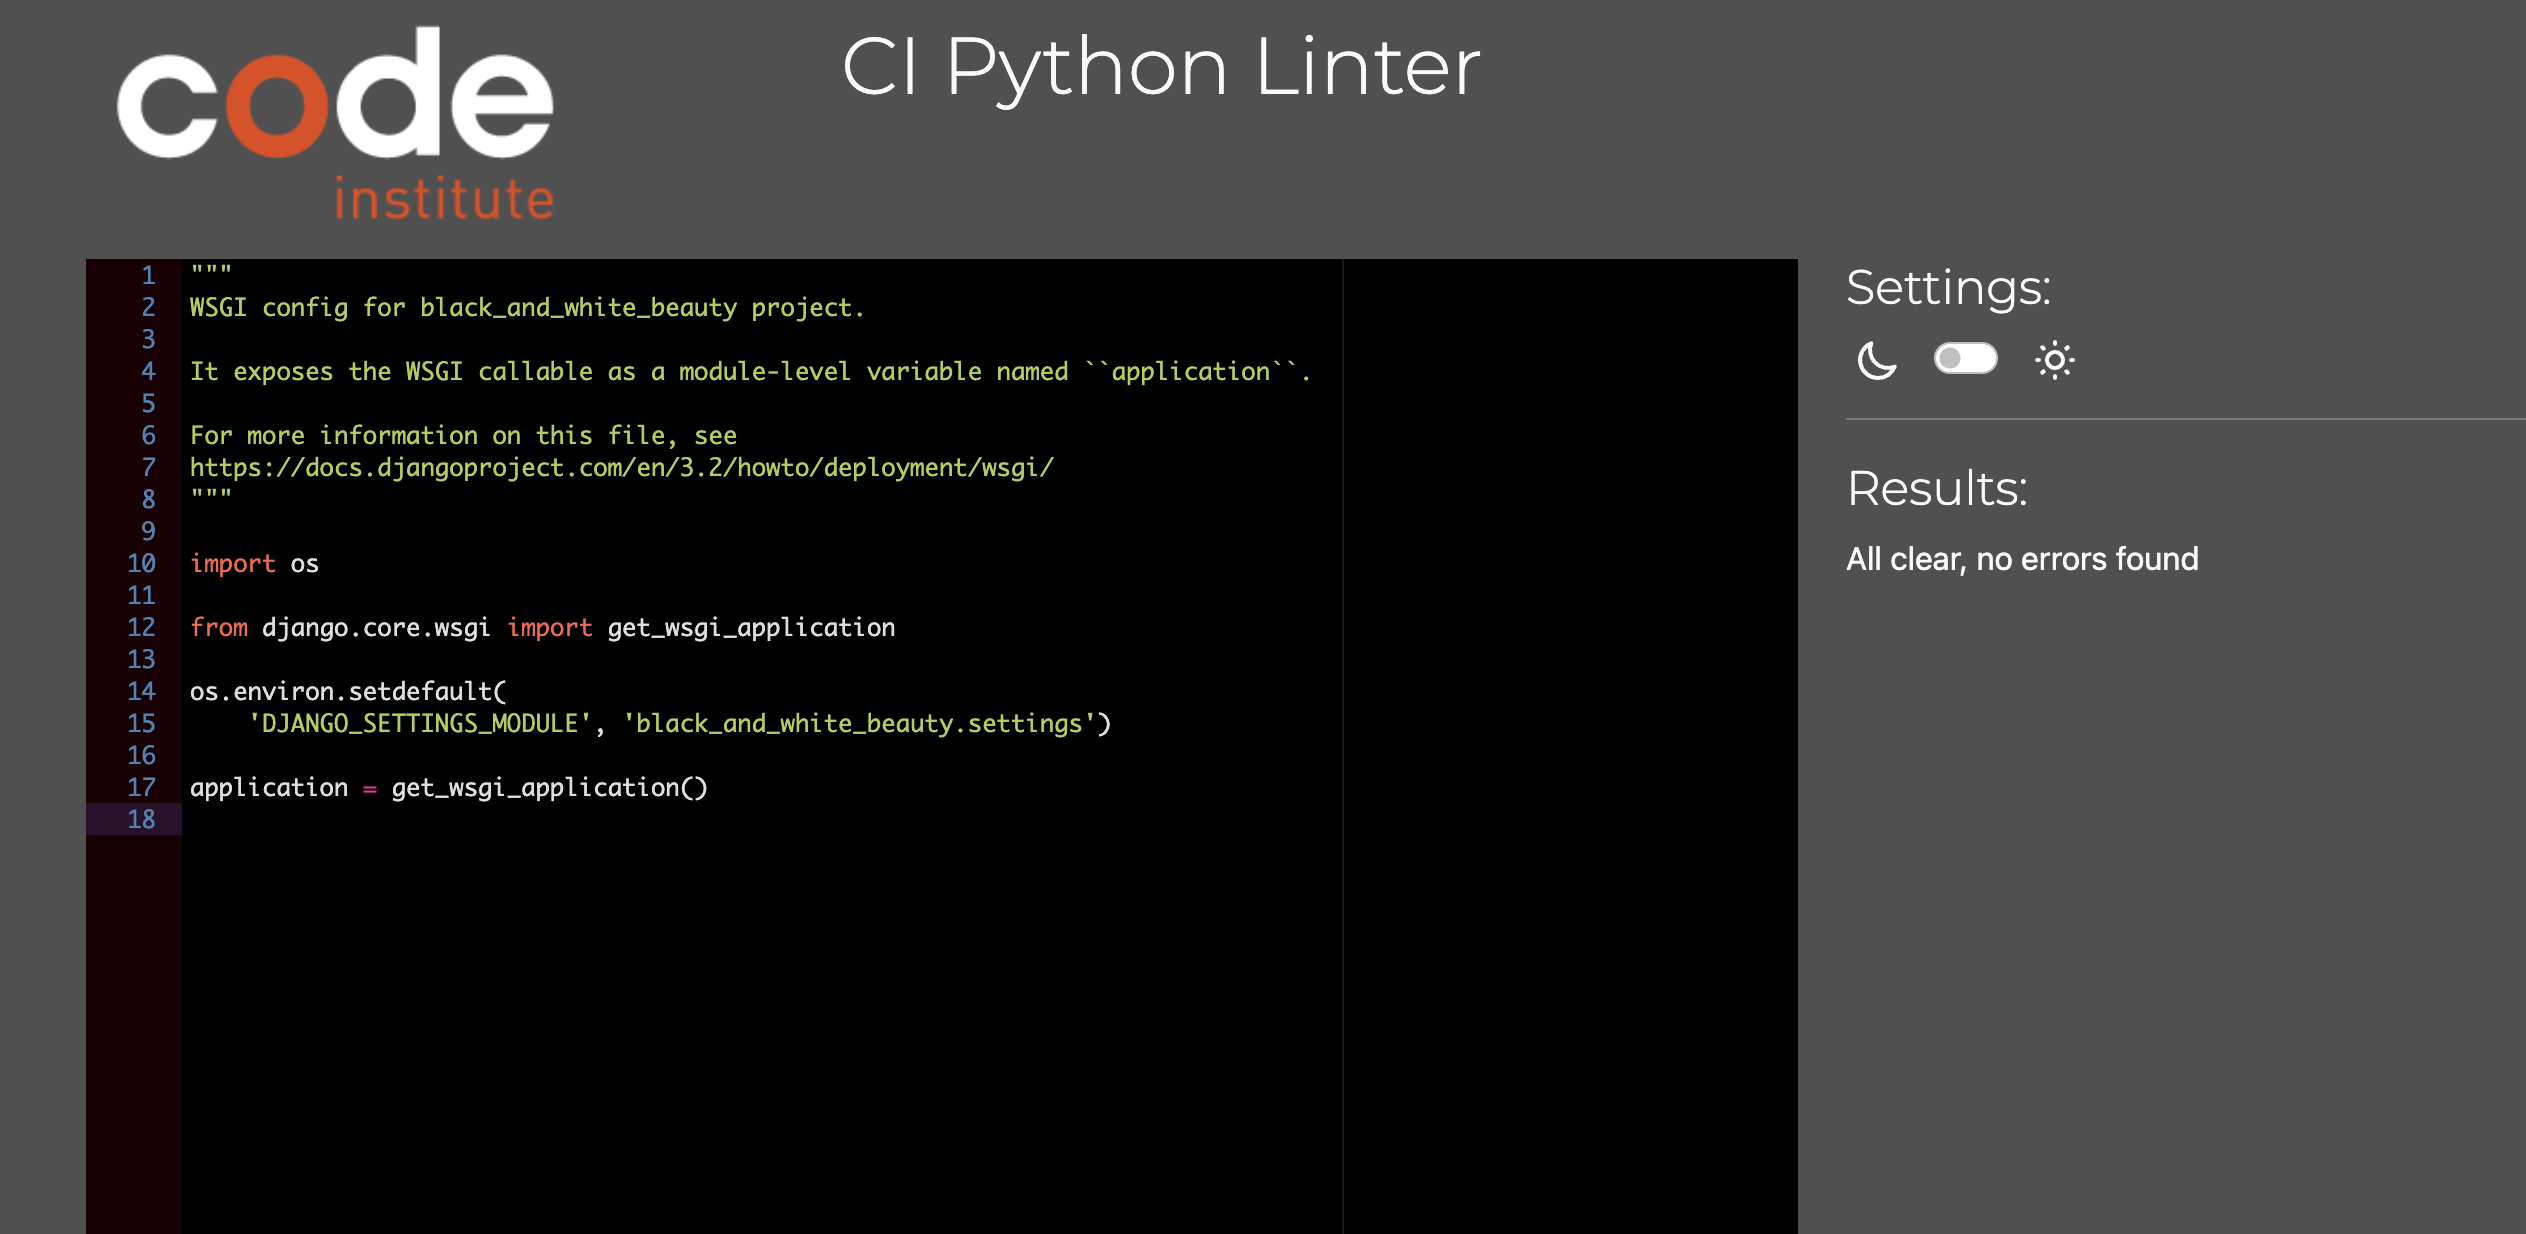 code
institute
CI Python Linter
1 """
2 WSGI config for black_and_white_beauty project.
3
4 It exposes the WSGI callable as a module-level variable named ``application``.
5
6 For more information on this file, see
7 https://docs.djangoproject.com/en/3.2/howto/deployment/wsgi/
8 """
9
10 import os
11
12 from django.core.wsgi import get_wsgi_application
13
14 os.environ.setdefault(
15     'DJANGO_SETTINGS_MODULE', 'black_and_white_beauty.settings')
16
17 application = get_wsgi_application()
18
Settings:
Results:
All clear, no errors found